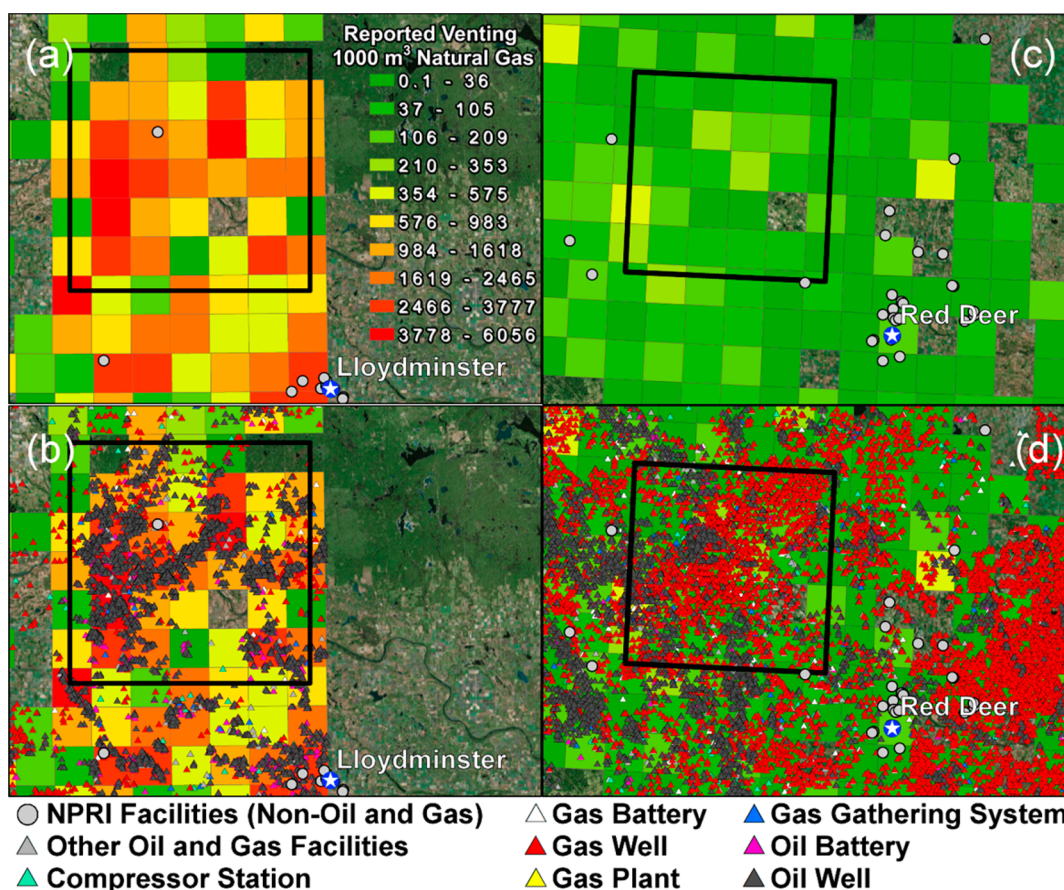 (a)
Reported Venting
1000 m³ Natural Gas
0.1 - 36
37 - 105
106 - 209
210 - 353
354 - 575
576 - 983
984 - 1618
1619 - 2465
2466 - 3777
3778 - 6056
Lloydminster
(c)
Red Deer
(b)
Lloydminster
(d)
Red Deer
NPRI Facilities (Non-Oil and Gas)
Other Oil and Gas Facilities
Compressor Station
Gas Battery
Gas Well
Gas Plant
Gas Gathering System
Oil Battery
Oil Well